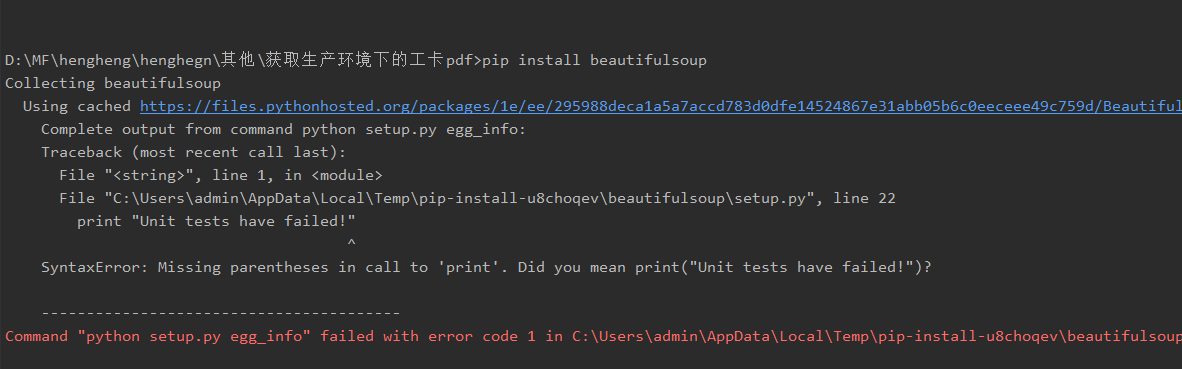 D:\MF\hengheng\henghegn\其他\获取生产环境下的工卡pdf>pip install beautifulsoup
Collecting beautifulsoup
Using cached https://files.pythonhosted.org/packages/1e/ee/295988deca1a5a7accd783d0dfe14524867e31abb05b6c0eeceee49c759d/Beautiful
Complete output from command python setup.py egg_info:
Traceback (most recent call last):
File "<string>", line 1, in <module>
File "C:\Users\admin\AppData\Local\Temp\pip-install-u8choqev\beautifulsoup\setup.py", line 22
print "Unit tests have failed!"
^
SyntaxError: Missing parentheses in call to 'print'. Did you mean print("Unit tests have failed!")?
----------------------------------------
Command "python setup.py egg_info" failed with error code 1 in C:\Users\admin\AppData\Local\Temp\pip-install-u8choqev\beautifulsoup